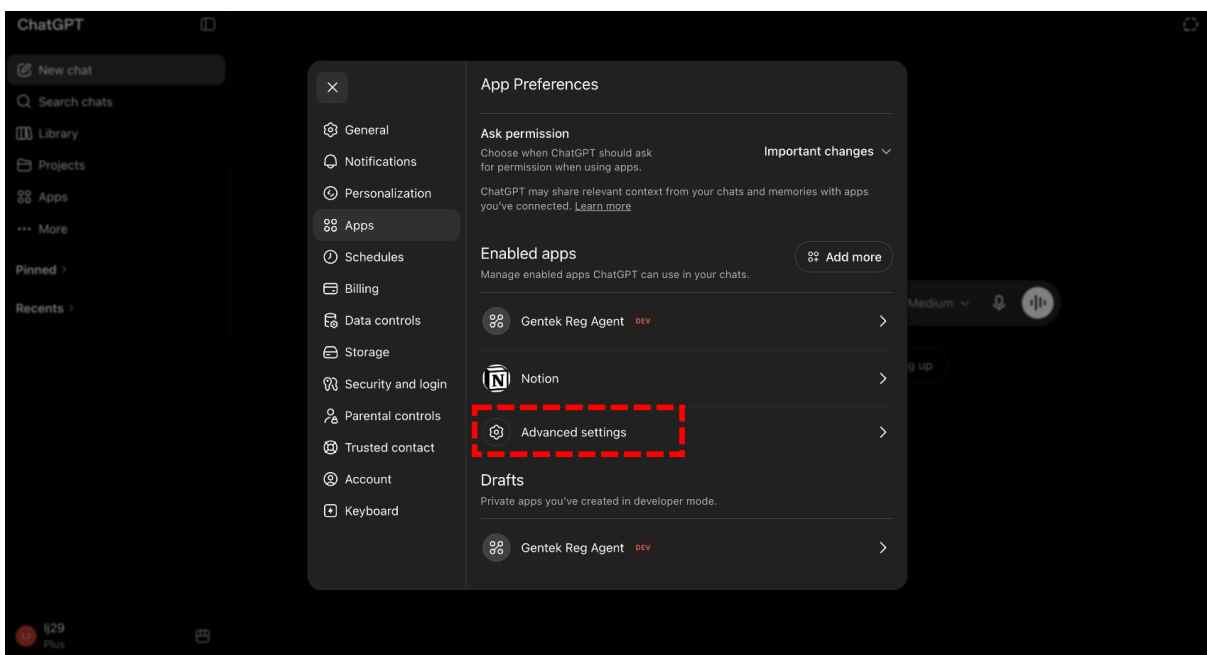 ChatGPT
New chat
Search chats
Library
Projects
Apps
More
Pinned
Recents
lj29
Plus
General
Notifications
Personalization
Apps
Schedules
Billing
Data controls
Storage
Security and login
Parental controls
Trusted contact
Account
Keyboard
App Preferences
Ask permission
Choose when ChatGPT should ask
for permission when using apps.
Important changes
ChatGPT may share relevant context from your chats and memories with apps
you've connected. Learn more
Enabled apps
Manage enabled apps ChatGPT can use in your chats.
Add more
Gentek Reg Agent DEV
Notion
Advanced settings
Drafts
Private apps you've created in developer mode.
Gentek Reg Agent DEV
Medium
g up